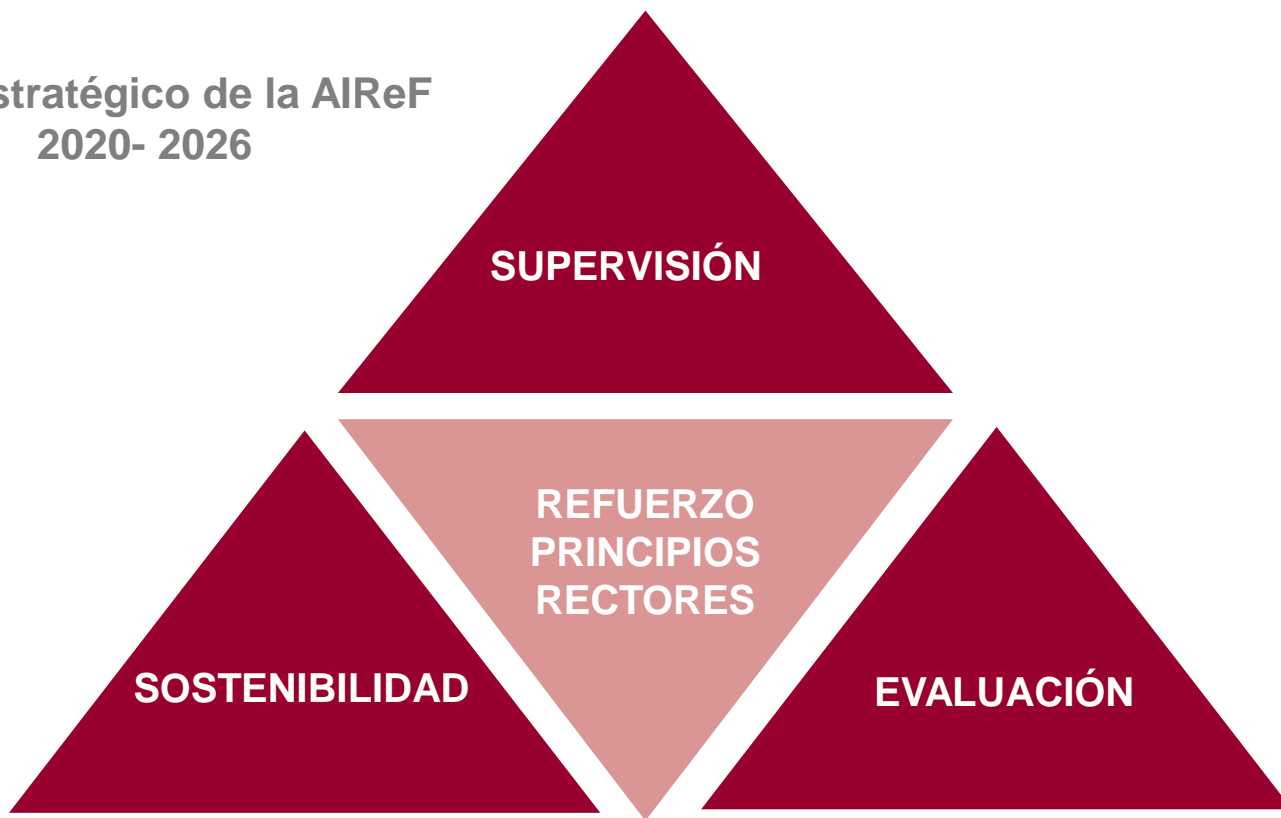 stratégico de la AIReF
2020- 2026
SUPERVISIÓN
REFUERZO
PRINCIPIOS
RECTORES
SOSTENIBILIDAD
EVALUACIÓN